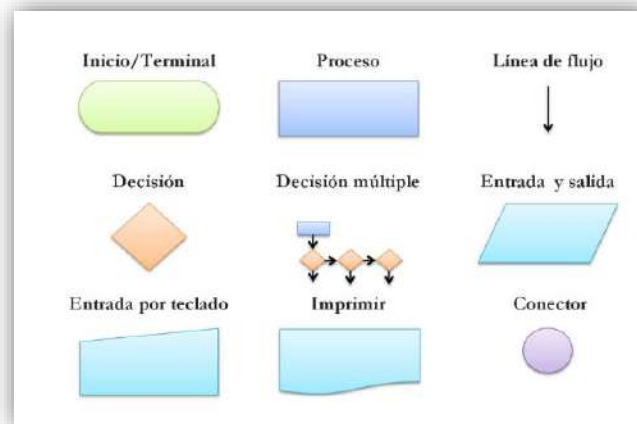 Inicio/Terminal
Proceso
Línea de flujo
Decisión
Decisión múltiple
Entrada y salida
Entrada por teclado
Imprimir
Conector